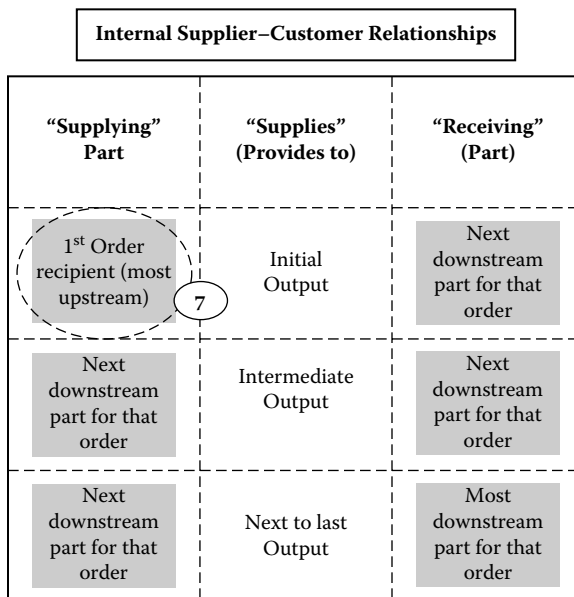 Internal Supplier–Customer Relationships
“Supplying”
Part
“Supplies”
(Provides to)
“Receiving”
(Part)
1st Order
recipient (most
upstream)
7
Initial
Output
Next
downstream
part for that
order
Next
downstream
part for that
order
Intermediate
Output
Next
downstream
part for that
order
Next
downstream
part for that
order
Next to last
Output
Most
downstream
part for that
order